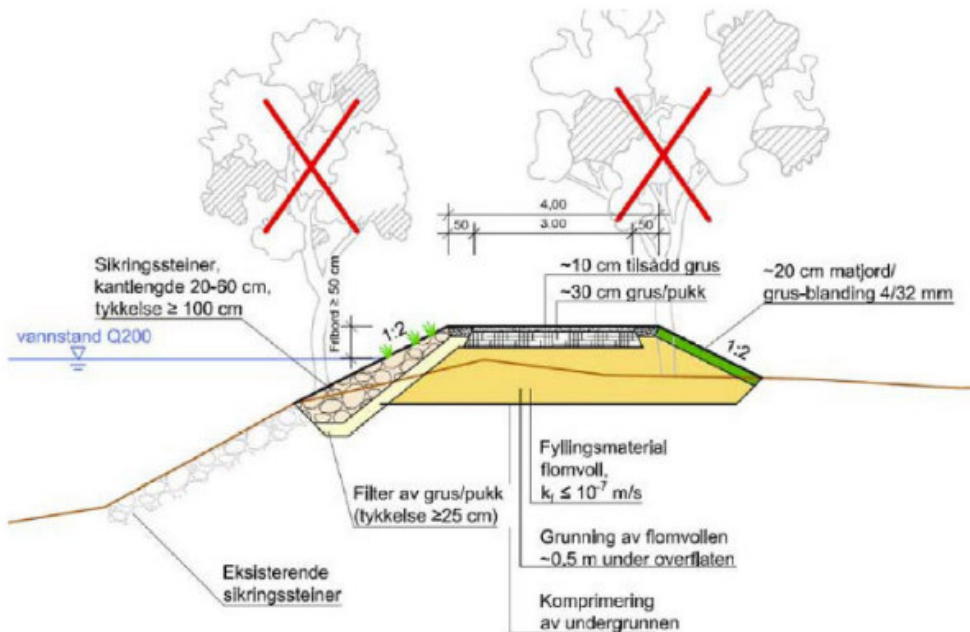 4,00
50
3,00
50
Sikringssteiner,
kantlengde 20-60 cm,
tykkelse ≥ 100 cm
Fribord ≥ 50 cm
~10 cm tilsådd grus
~30 cm grus/pukk
~20 cm matjord/
grus-blanding 4/32 mm
vannstand Q200
1:2
1:2
Fyllingsmaterial
flomvoll,
kf ≤ 10⁻⁷ m/s
Filter av grus/pukk
(tykkelse ≥25 cm)
Grunning av flomvollen
~0.5 m under overflaten
Eksisterende
sikringssteiner
Komprimering
av undergrunnen